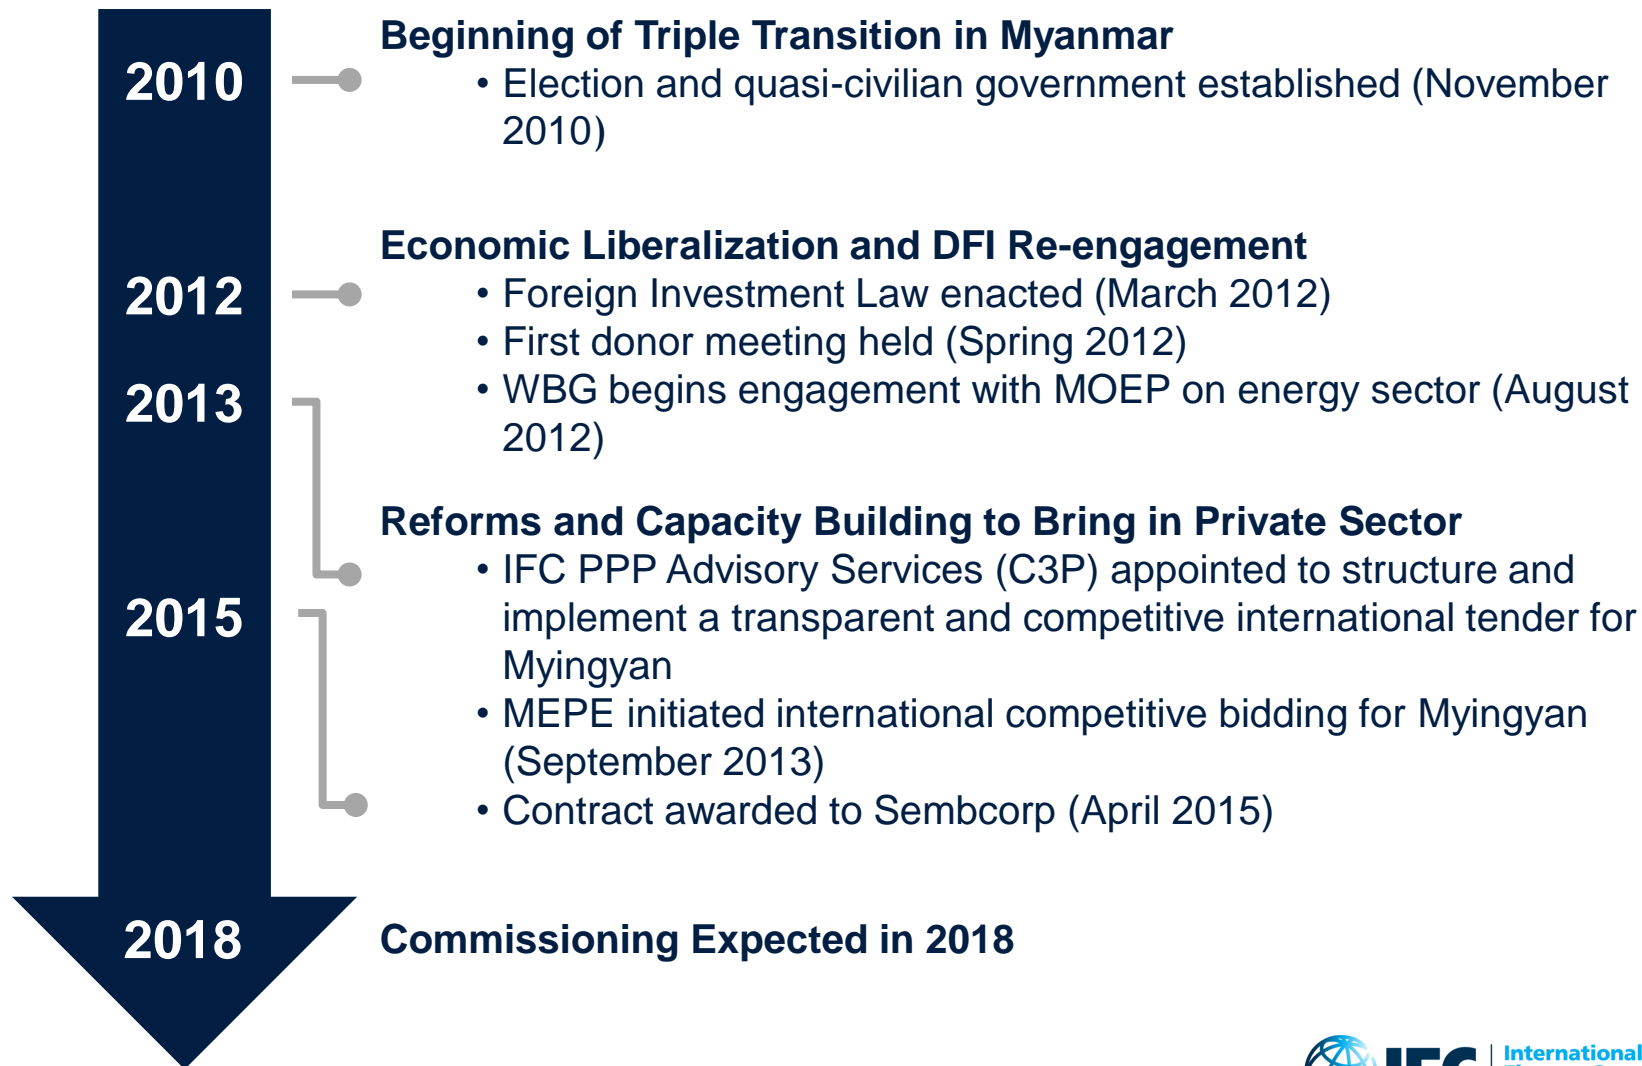 Beginning of Triple Transition in Myanmar
2010
• Election and quasi-civilian government established (November
2010)
Economic Liberalization and DFI Re-engagement
2012
• Foreign Investment Law enacted (March 2012)
• First donor meeting held (Spring 2012)
2013
• WBG begins engagement with MOEP on energy sector (August
2012)
Reforms and Capacity Building to Bring in Private Sector
• IFC PPP Advisory Services (C3P) appointed to structure and
2015
implement a transparent and competitive international tender for
Myingyan
• MEPE initiated international competitive bidding for Myingyan
(September 2013)
• Contract awarded to Sembcorp (April 2015)
2018
Commissioning Expected in 2018
IFC
International